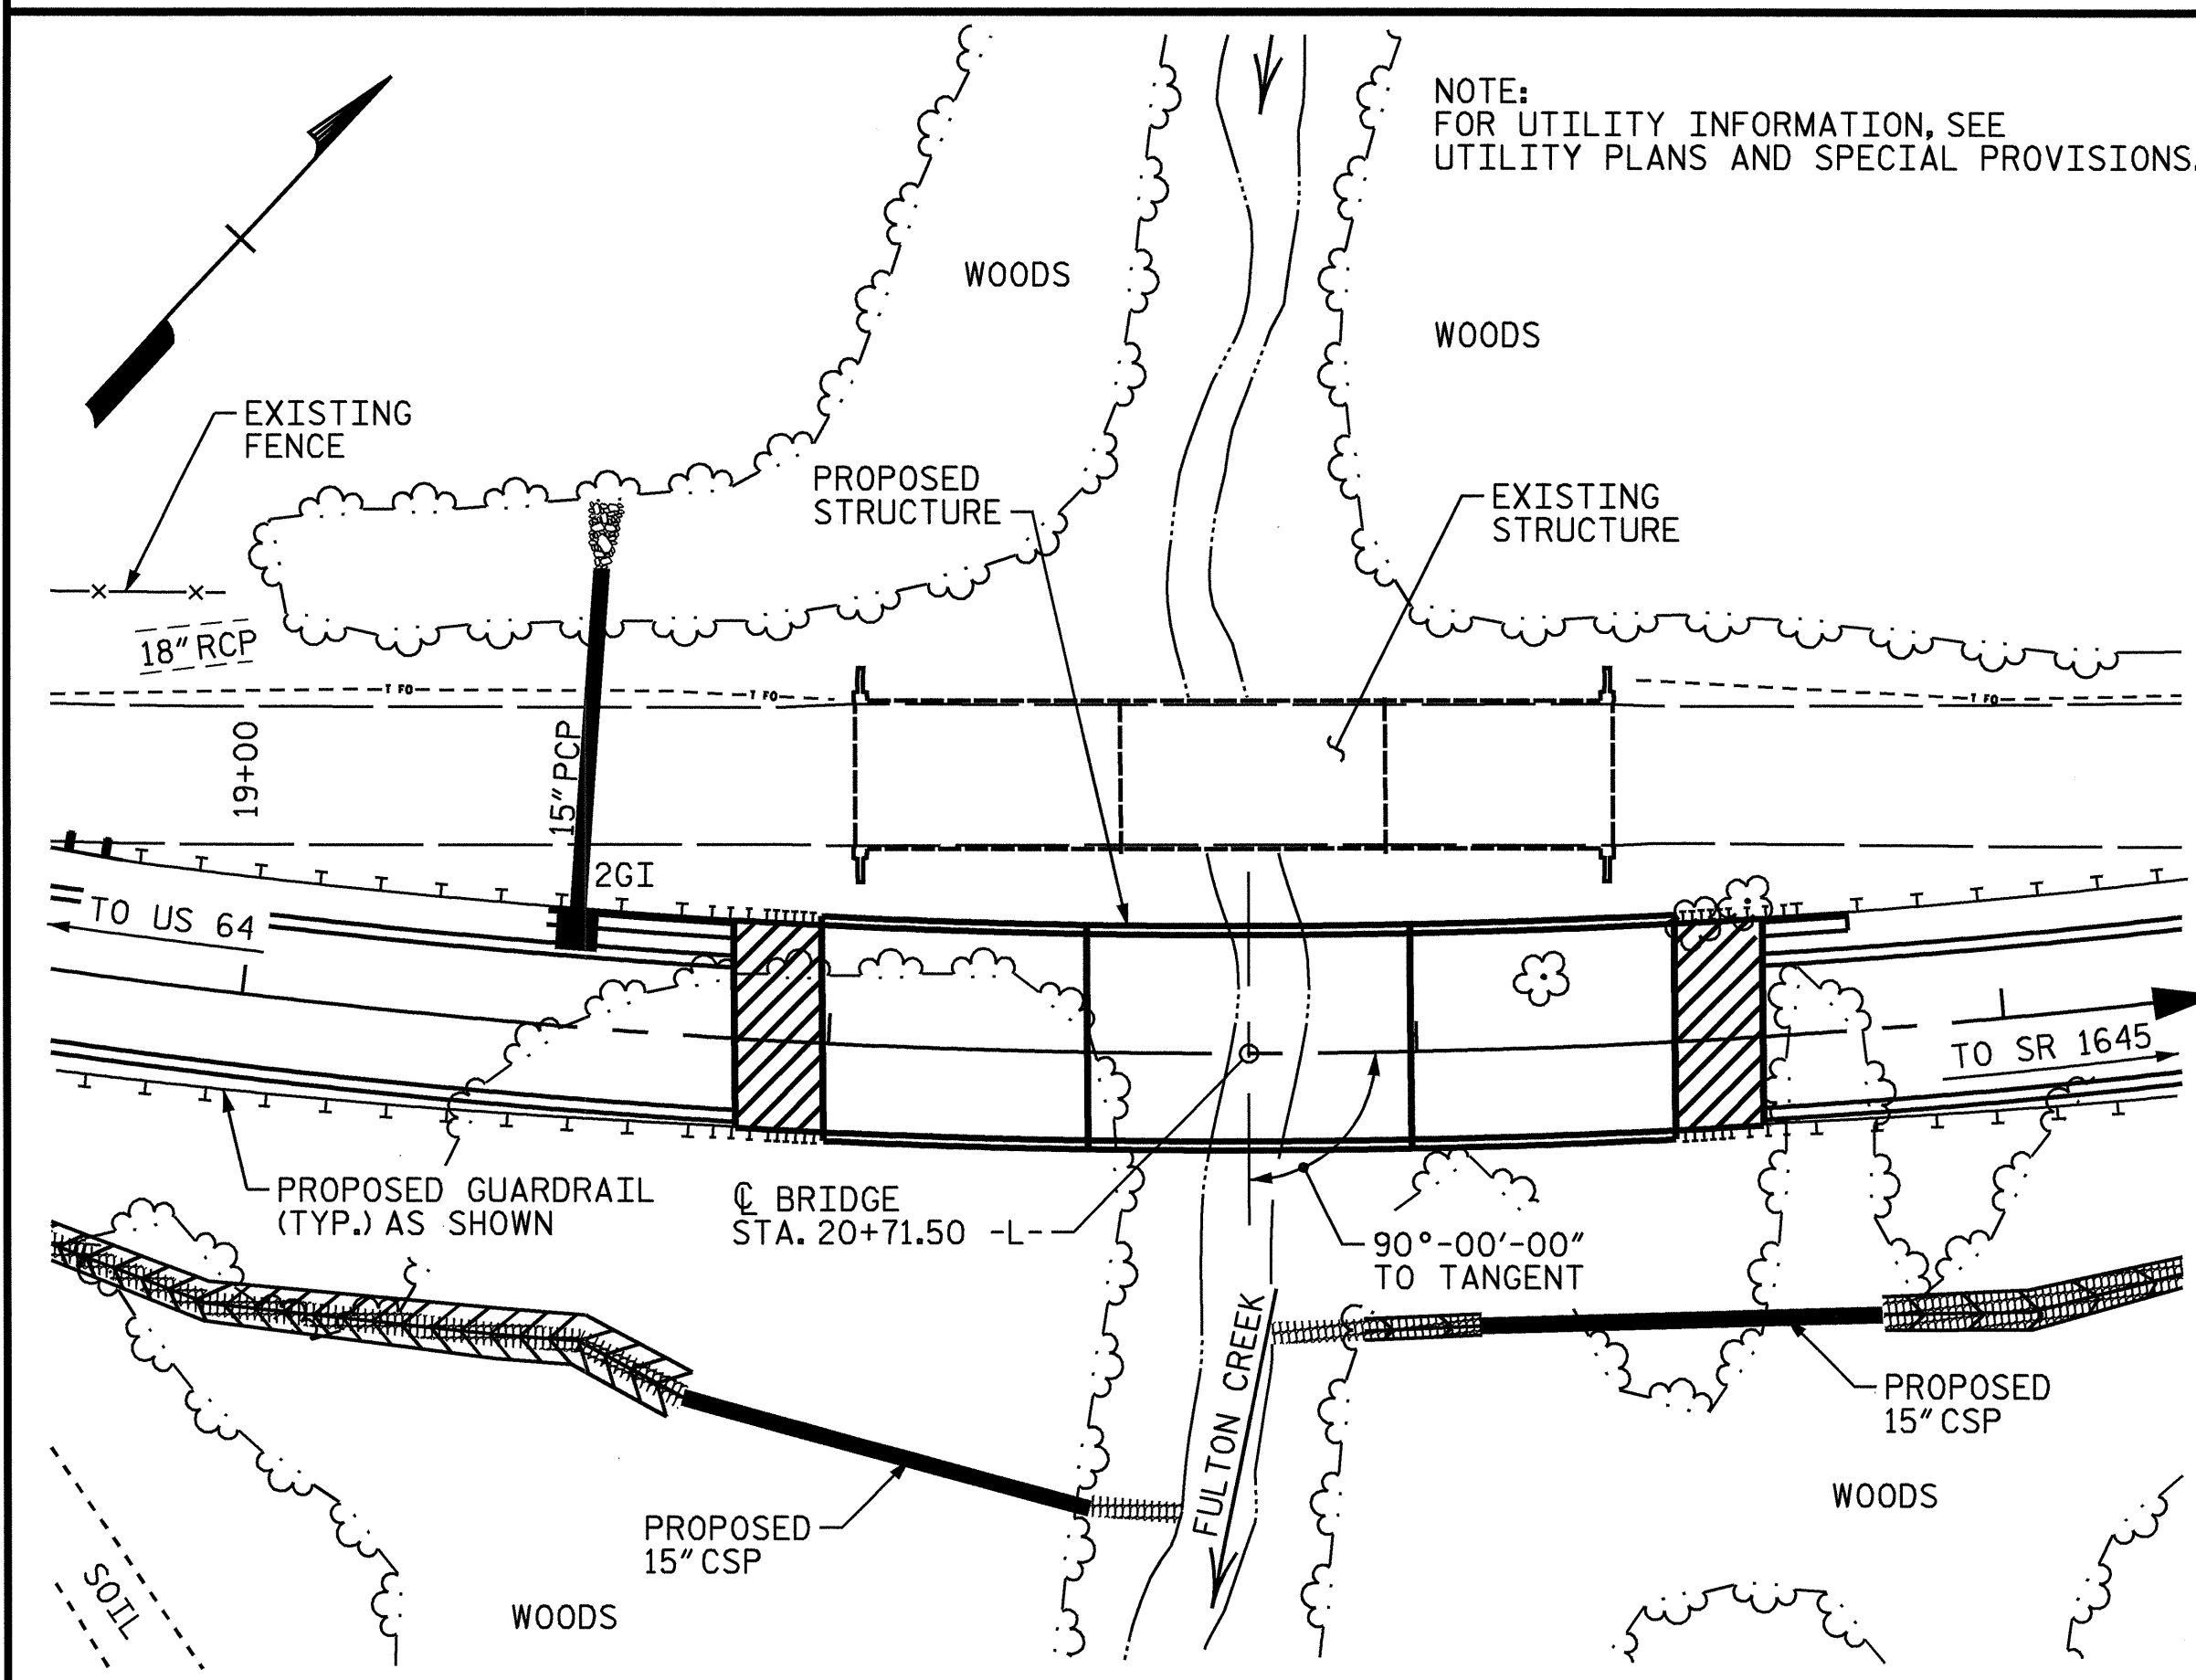 NOTE:
FOR UTILITY INFORMATION, SEE
UTILITY PLANS AND SPECIAL PROVISIONS.
WOODS
WOODS
EXISTING
FENCE
PROPOSED
STRUCTURE
EXISTING
STRUCTURE
18" RCP
T FO
T FO
T FO
19+00
15" PCP
2GI
TO US 64
TO SR 1645
PROPOSED GUARDRAIL
(TYP.) AS SHOWN
℄ BRIDGE
STA. 20+71.50 -L-
90°-00'-00"
TO TANGENT
FULTON CREEK
PROPOSED
15" CSP
PROPOSED
15" CSP
WOODS
WOODS
SOIL